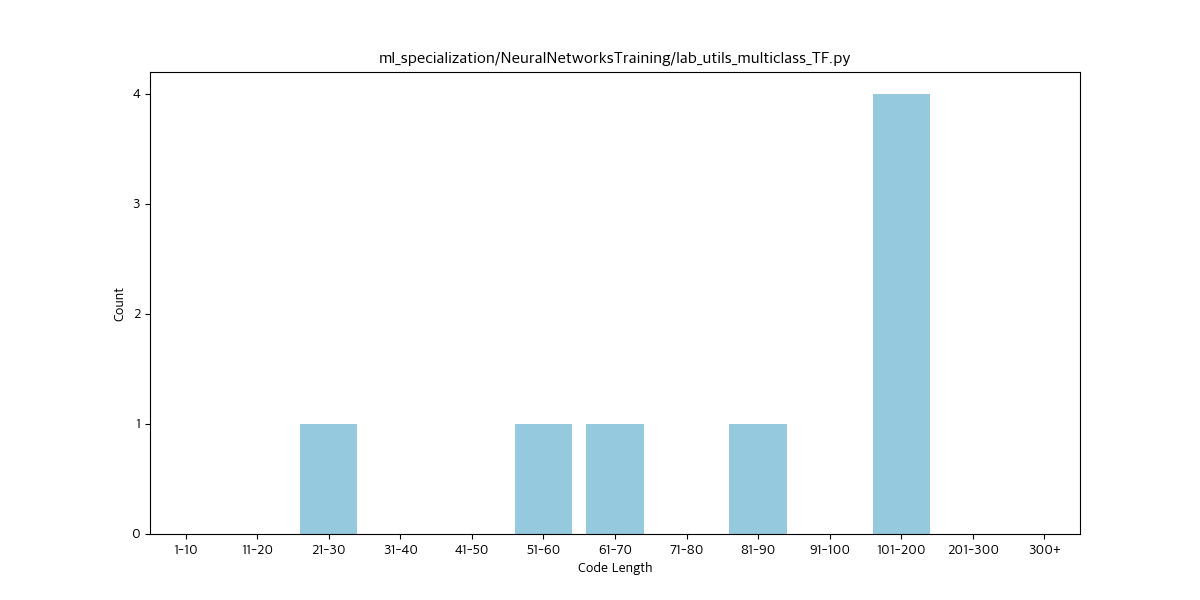 ml_specialization/NeuralNetworksTraining/lab_utils_multiclass_TF.py
4
3
2
1
0
Count
1-10 11-20 21-30 31-40 41-50 51-60 61-70 71-80 81-90 91-100 101-200 201-300 300+
Code Length